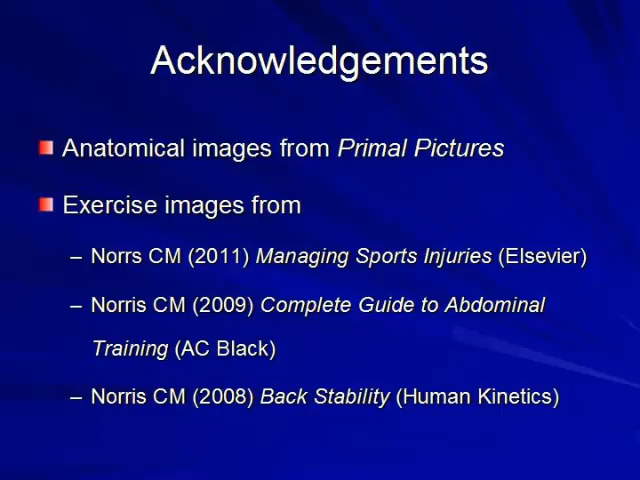 Acknowledgements
Anatomical images from Primal Pictures
Exercise images from
– Norrs CM (2011) Managing Sports Injuries (Elsevier)
– Norris CM (2009) Complete Guide to Abdominal
Training (AC Black)
– Norris CM (2008) Back Stability (Human Kinetics)